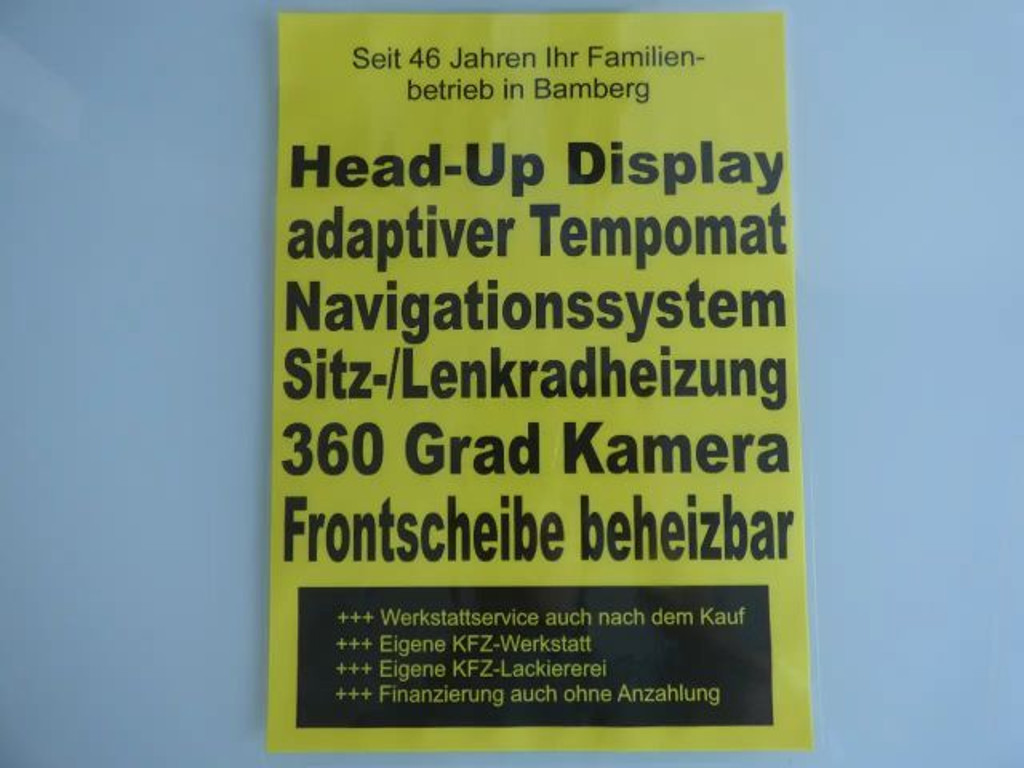 Seit 46 Jahren Ihr Familien-
betrieb in Bamberg
Head-Up Display
adaptiver Tempomat
Navigationssystem
Sitz-/Lenkradheizung
360 Grad Kamera
Frontscheibe beheizbar
+++ Werkstattservice auch nach dem Kauf
+++ Eigene KFZ-Werkstatt
+++ Eigene KFZ-Lackiererei
+++ Finanzierung auch ohne Anzahlung